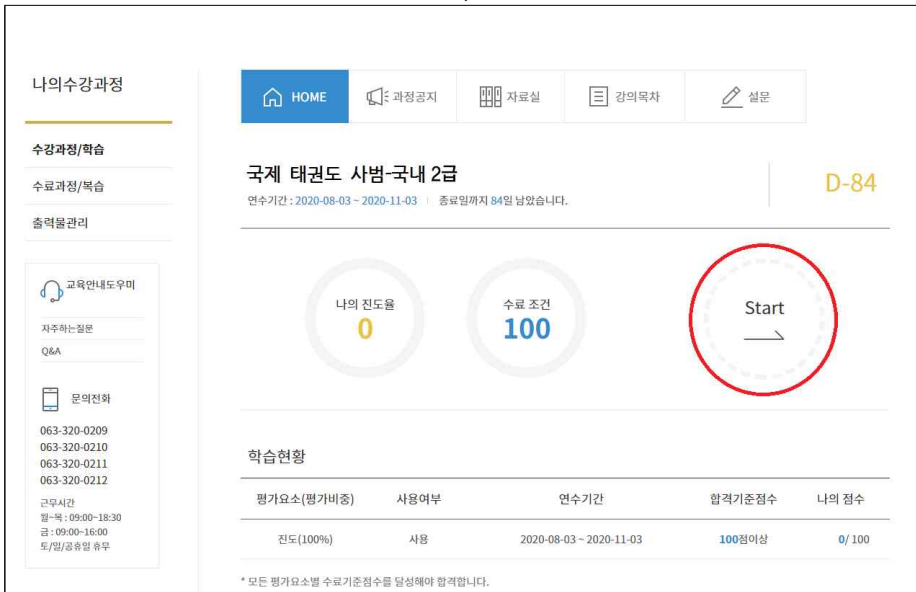 나의수강과정
HOME
과정공지
자료실
강의목차
설문
수강과정/학습
수료과정/복습
출력물관리
국제 태권도 사범-국내 2급
D-84
연수기간 : 2020-08-03 ~ 2020-11-03 | 종료일까지 84일 남았습니다.
교육안내도우미
자주하는질문
Q&A
문의전화
063-320-0209
063-320-0210
063-320-0211
063-320-0212
근무시간
월~목 : 09:00~18:30
금 : 09:00~16:00
토/일/공휴일 휴무
나의 진도율
0
수료 조건
100
Start
학습현황
평가요소(평가비중) 사용여부 연수기간 합격기준점수 나의 점수
진도(100%) 사용 2020-08-03 ~ 2020-11-03 100점이상 0/ 100
* 모든 평가요소별 수료기준점수를 달성해야 합격합니다.